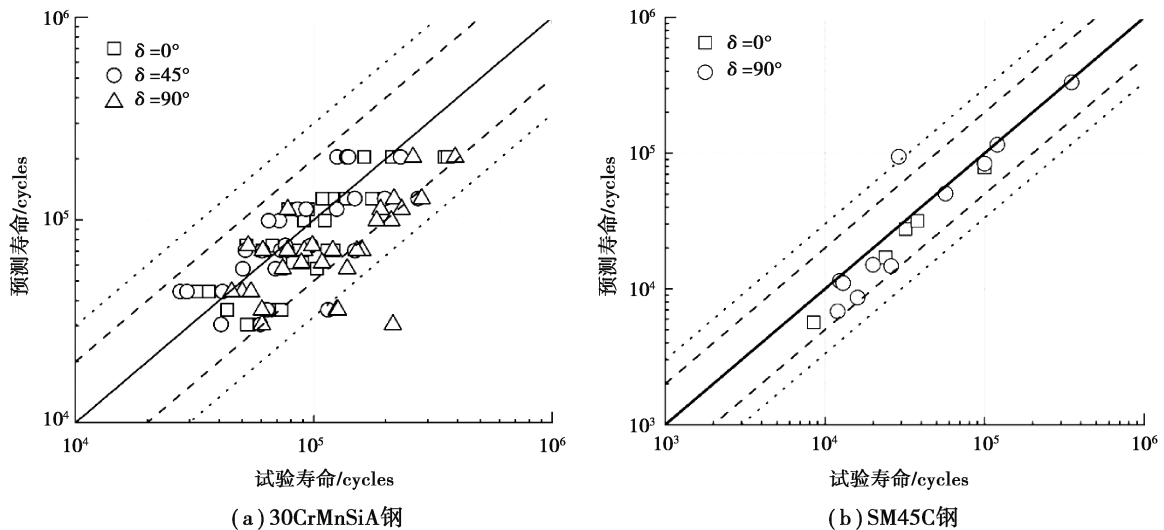 10⁶
δ=0°
δ=45°
δ=90°
10⁵
10⁴
预测寿命/cycles
10⁴
10⁵
10⁶
试验寿命/cycles
(a)30CrMnSiA钢
10⁶
δ=0°
δ=90°
10⁵
10⁴
10³
预测寿命/cycles
10³
10⁴
10⁵
10⁶
试验寿命/cycles
(b)SM45C钢